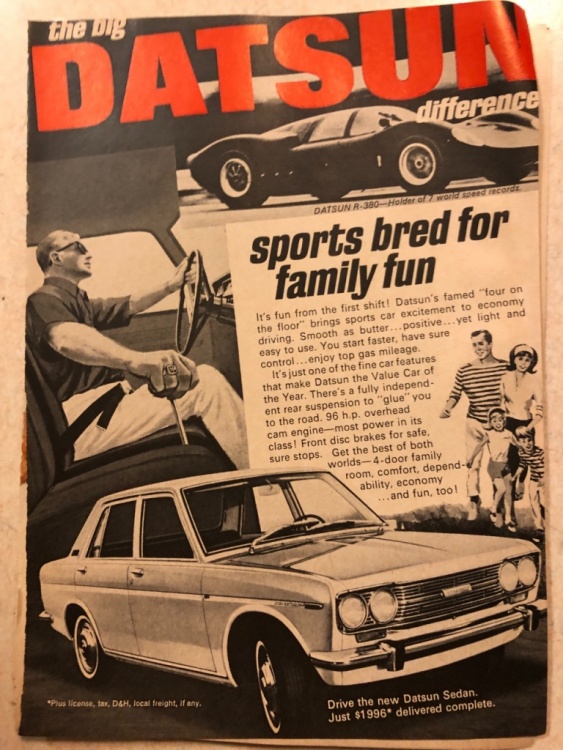 the big
DATSUN
difference
DATSUN R-380—Holder of 7 world speed records.
sports bred for
family fun
It's fun from the first shift! Datsun's famed "four on
the floor" brings sports car excitement to economy
driving. Smooth as butter...positive...yet light and
easy to use. You start faster, have sure
control...enjoy top gas mileage.
It's just one of the fine car features
that make Datsun the Value Car of
the Year. There's a fully independ-
ent rear suspension to "glue" you
to the road. 96 h.p. overhead
cam engine—most power in its
class! Front disc brakes for safe,
sure stops. Get the best of both
worlds—4-door family
room, comfort, depend-
ability, economy
...and fun, too!
*Plus license, tax, D&H, local freight, if any.
Drive the new Datsun Sedan.
Just $1996* delivered complete.